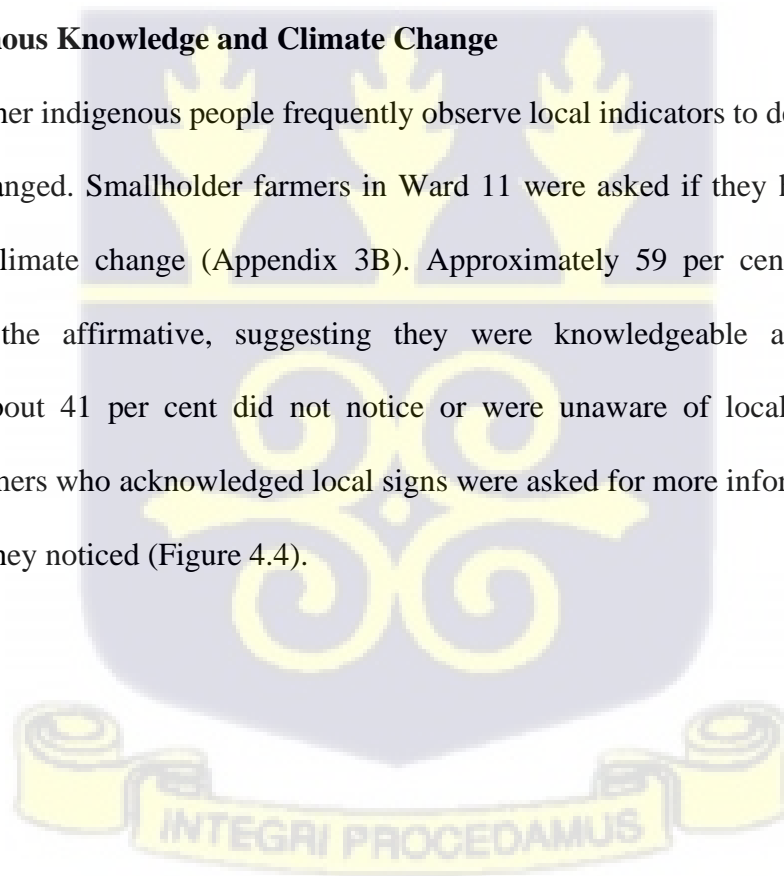 nous Knowledge and Climate Change
ner indigenous people frequently observe local indicators to de
anged. Smallholder farmers in Ward 11 were asked if they h
limate change (Appendix 3B). Approximately 59 per cen
the affirmative, suggesting they were knowledgeable a
bout 41 per cent did not notice or were unaware of local
mers who acknowledged local signs were asked for more infor
hey noticed (Figure 4.4).
INTEGRI PROCEDAMUS